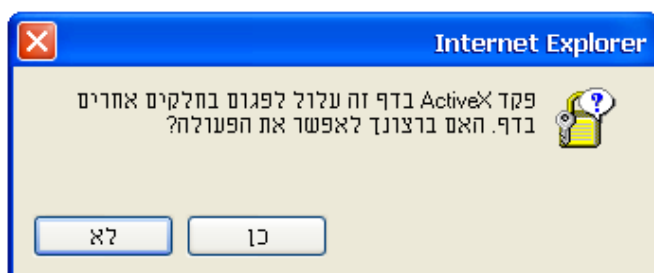 Internet Explorer
פקד ActiveX בדף זה עלול לפגום בחלקים אחרים
בדף. האם ברצונך לאפשר את הפעולה?
כן
לא